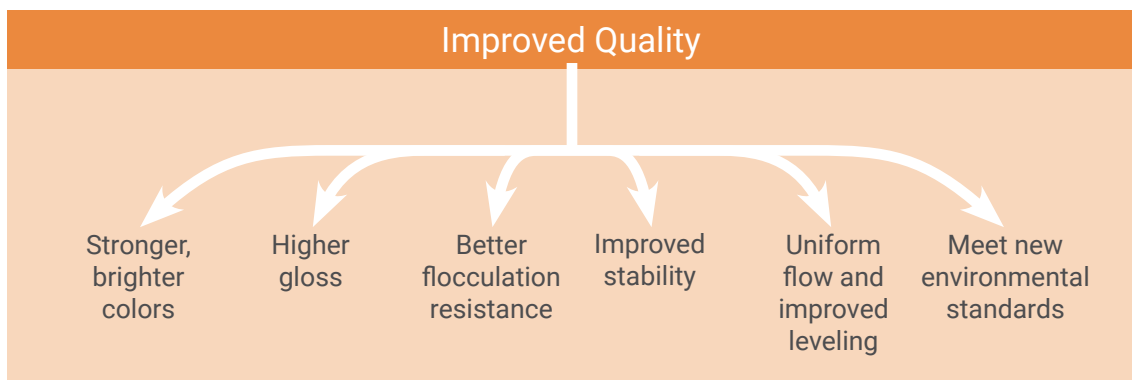 Improved Quality
Stronger,
brighter
colors
Higher
gloss
Better
flocculation
resistance
Improved
stability
Uniform
flow and
improved
leveling
Meet new
environmental
standards